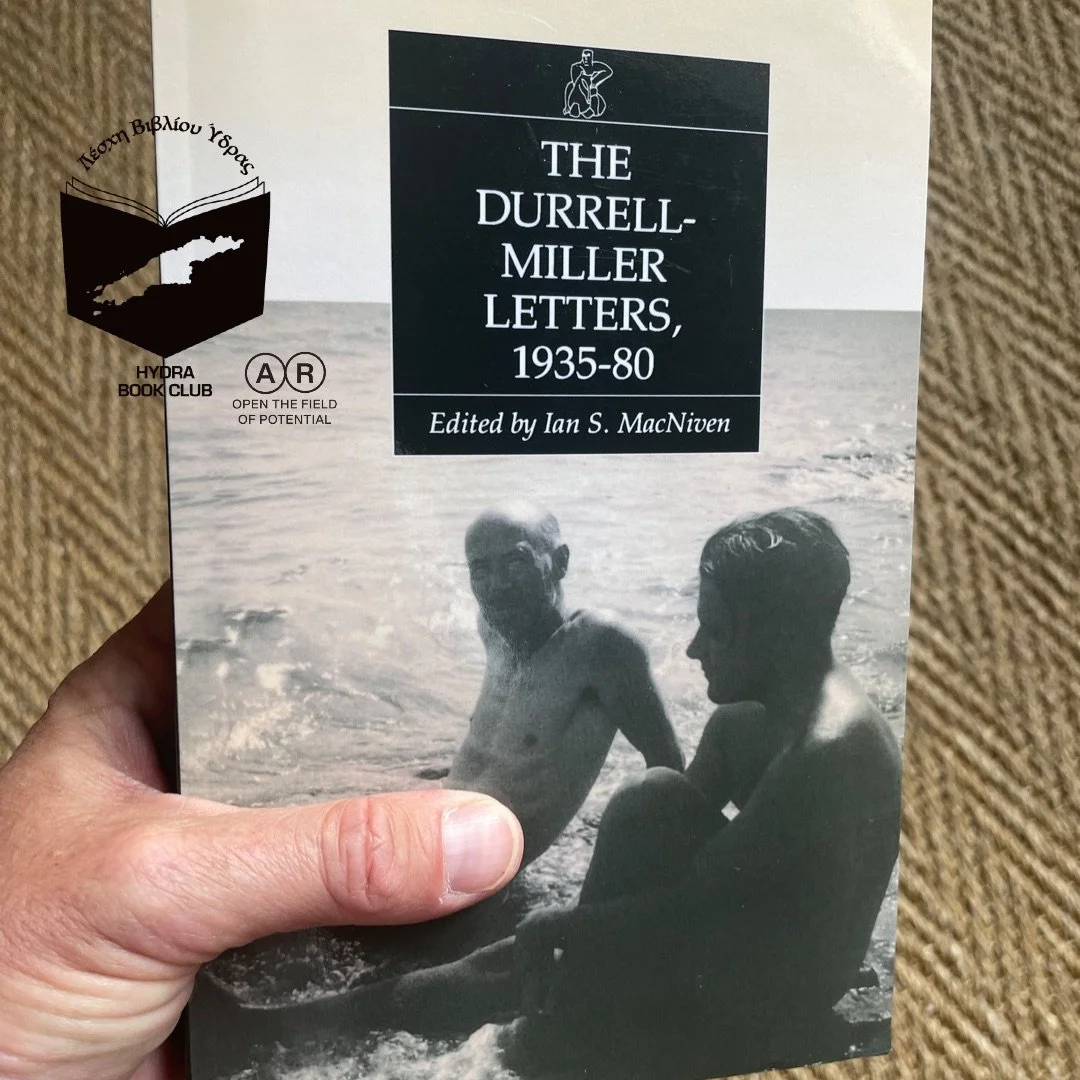 THE
DURRELL-
MILLER
LETTERS,
1935-80
Edited by Ian S. MacNiven
Λέσχη Βιβλίου Ύδρας
HYDRA
BOOK CLUB
AR
OPEN THE FIELD
OF POTENTIAL